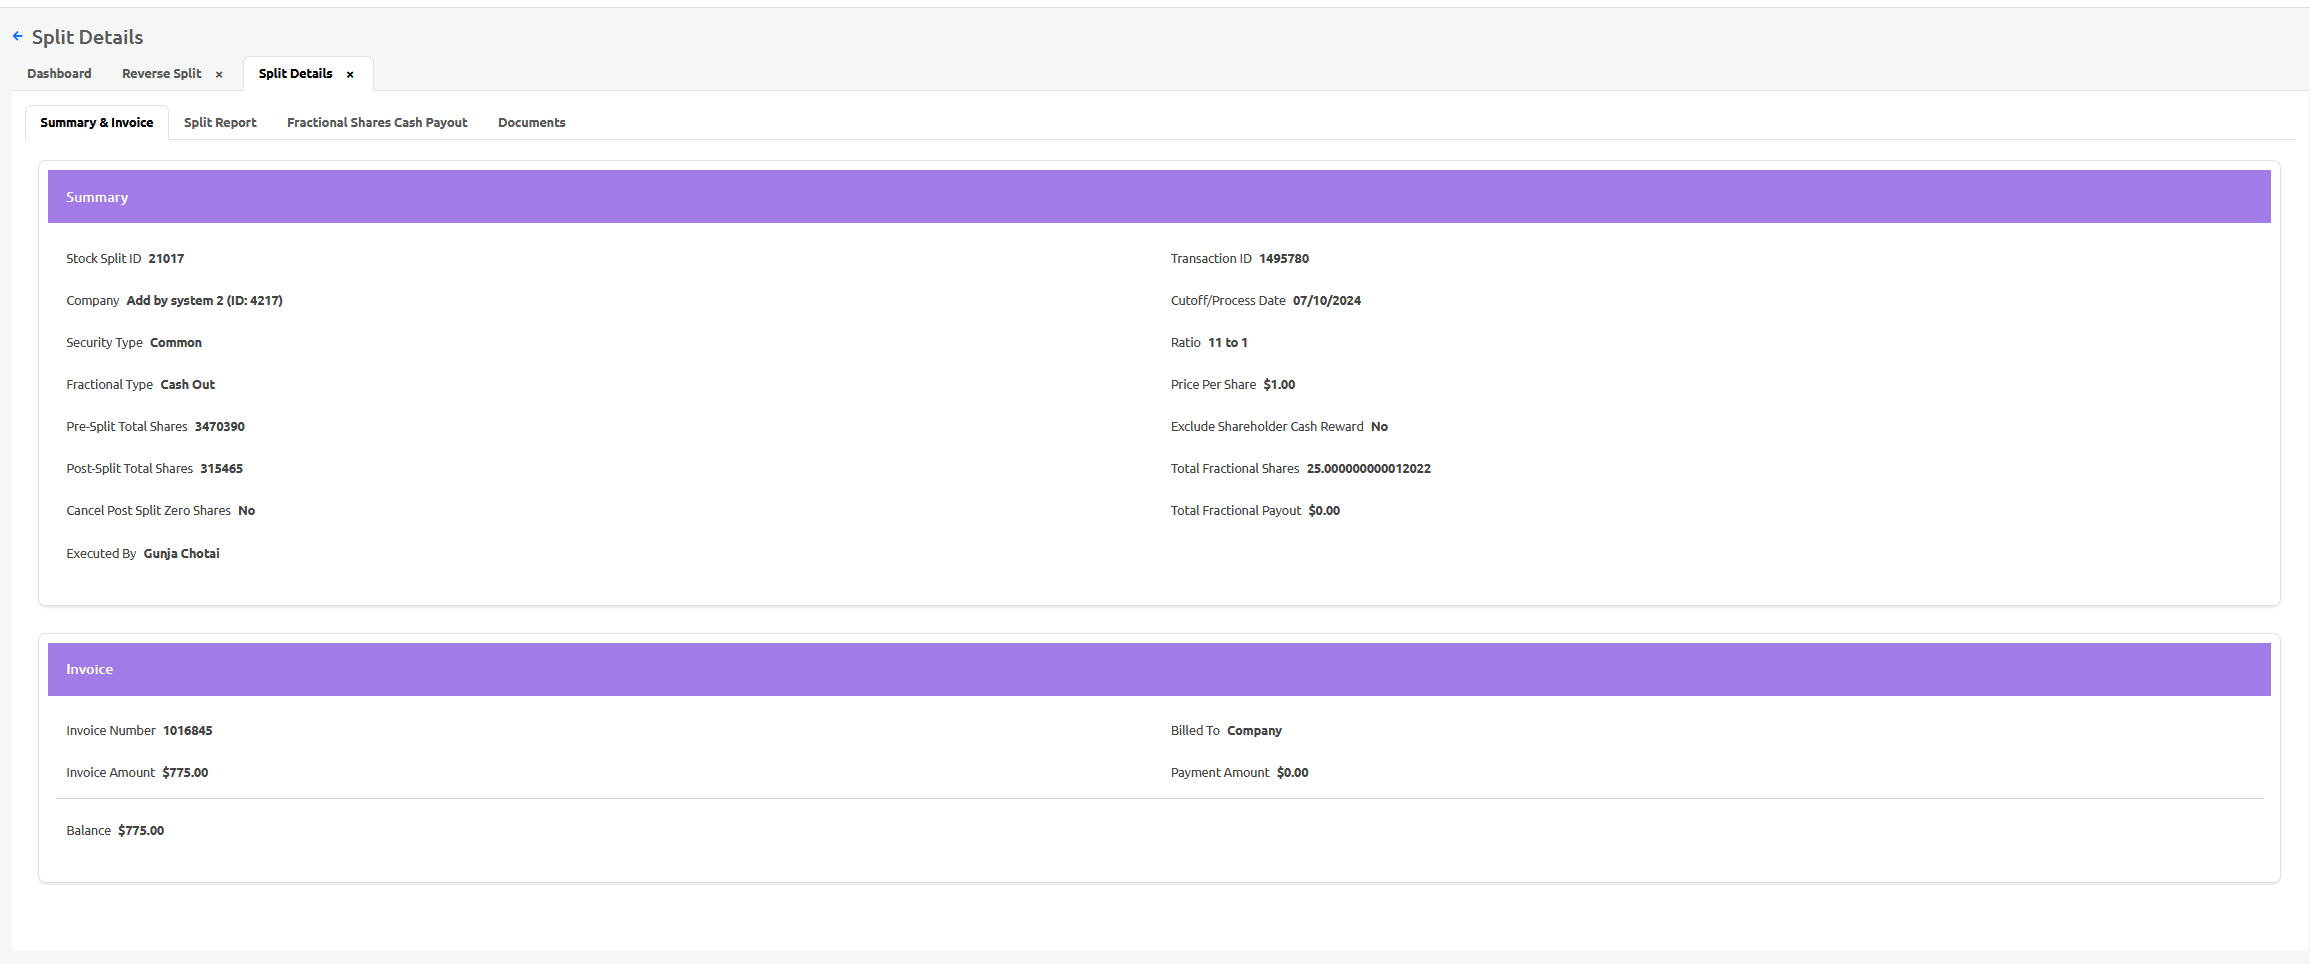 Split Details
Dashboard Reverse Split × Split Details ×
Summary & Invoice Split Report Fractional Shares Cash Payout Documents
Summary
Stock Split ID 21017 Transaction ID 1495780
Company Add by system 2 (ID: 4217) Cutoff/Process Date 07/10/2024
Security Type Common Ratio 11 to 1
Fractional Type Cash Out Price Per Share $1.00
Pre-Split Total Shares 3470390 Exclude Shareholder Cash Reward No
Post-Split Total Shares 315465 Total Fractional Shares 25.000000000012022
Cancel Post Split Zero Shares No Total Fractional Payout $0.00
Executed By Gunja Chotai
Invoice
Invoice Number 1016845 Billed To Company
Invoice Amount $775.00 Payment Amount $0.00
Balance $775.00